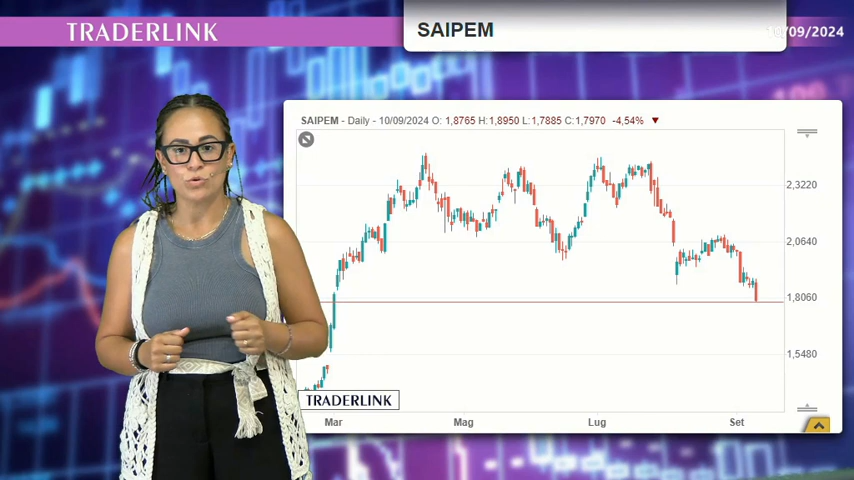 TRADERLINK
SAIPEM
10/09/2024
SAIPEM - Daily - 10/09/2024 O: 1,8765 H:1,8950 L:1,7885 C:1,7970 -4,54% ▼
2,3220
2,0640
1,8060
1,5480
TRADERLINK
Mar Mag Lug Set